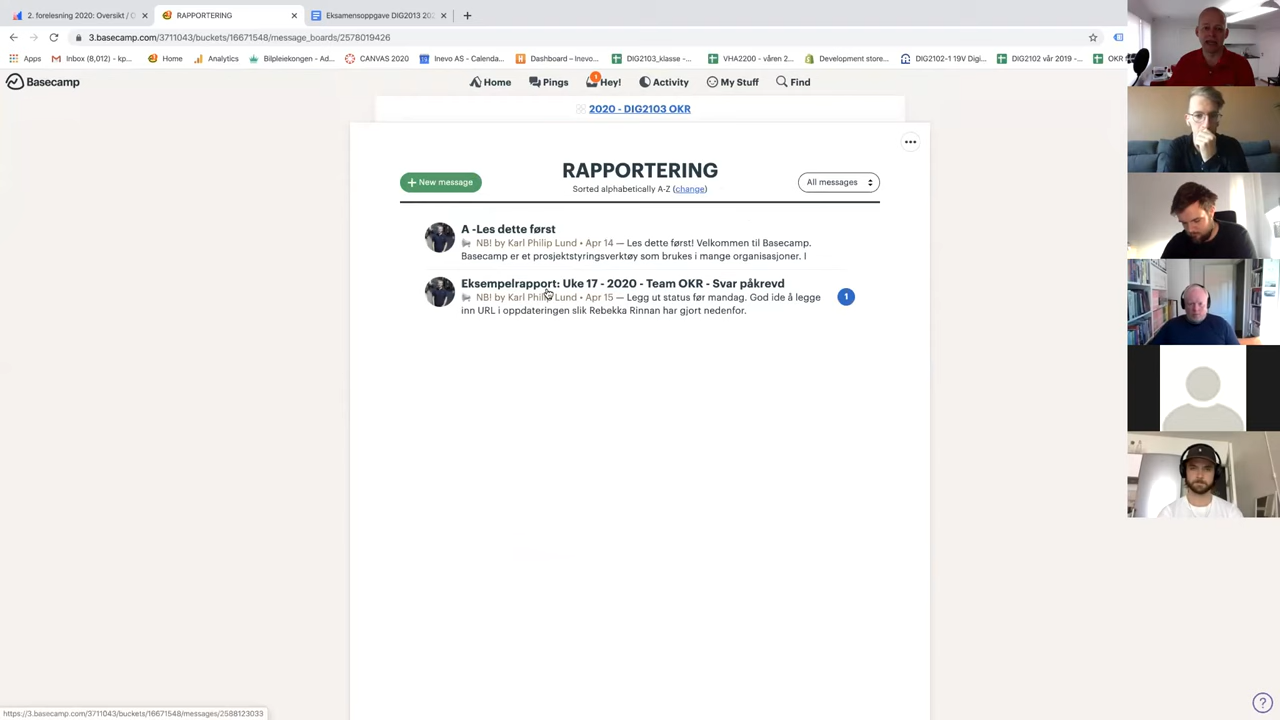 2. forelesning 2020: Oversikt / O
RAPPORTERING
Eksamensoppgave DIG2013 202
3.basecamp.com/3711043/buckets/16671548/message_boards/2578019426
Apps
Inbox (8,012) - kp...
Home
Analytics
Bilpleiekongen - Ad...
CANVAS 2020
Inevo AS - Calenda...
Dashboard – Inevo...
DIG2103_klasse -...
VHA2200 - våren 2...
Development store...
DIG2102-1 19V Digi...
DIG2102 vår 2019 -...
OKR
Basecamp
Home
Pings
1
Hey!
Activity
My Stuff
Find
2020 - DIG2103 OKR
+ New message
RAPPORTERING
Sorted alphabetically A-Z (change)
All messages
A -Les dette først
NB! by Karl Philip Lund • Apr 14 — Les dette først! Velkommen til Basecamp.
Basecamp er et prosjektstyringsverktøy som brukes i mange organisasjoner. I
Eksempelrapport: Uke 17 - 2020 - Team OKR - Svar påkrevd
NB! by Karl Philip Lund • Apr 15 — Legg ut status før mandag. God ide å legge
inn URL i oppdateringen slik Rebekka Rinnan har gjort nedenfor.
1
https://3.basecamp.com/3711043/buckets/16671548/messages/2588123033
?